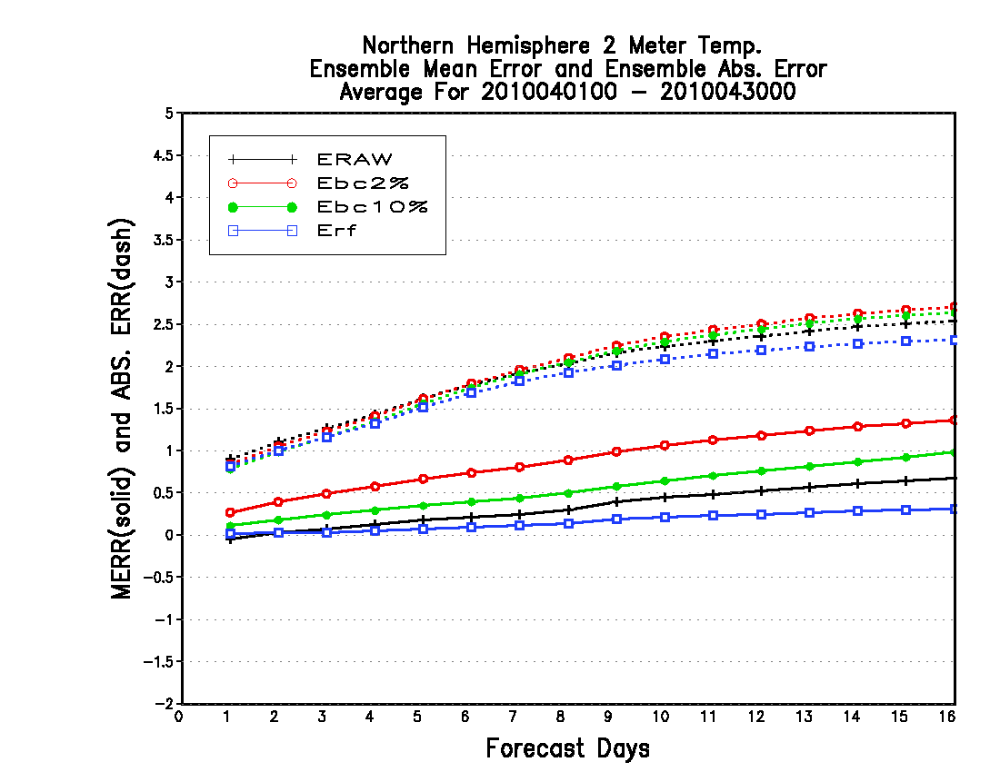 Northern Hemisphere 2 Meter Temp.
Ensemble Mean Error and Ensemble Abs. Error
Average For 2010040100 – 2010043000
MERR(solid) and ABS. ERR(dash)
5
4.5
4
3.5
3
2.5
2
1.5
1
0.5
0
−0.5
−1
−1.5
−2
ERAW
Ebc2%
Ebc10%
Erf
0 1 2 3 4 5 6 7 8 9 10 11 12 13 14 15 16
Forecast Days